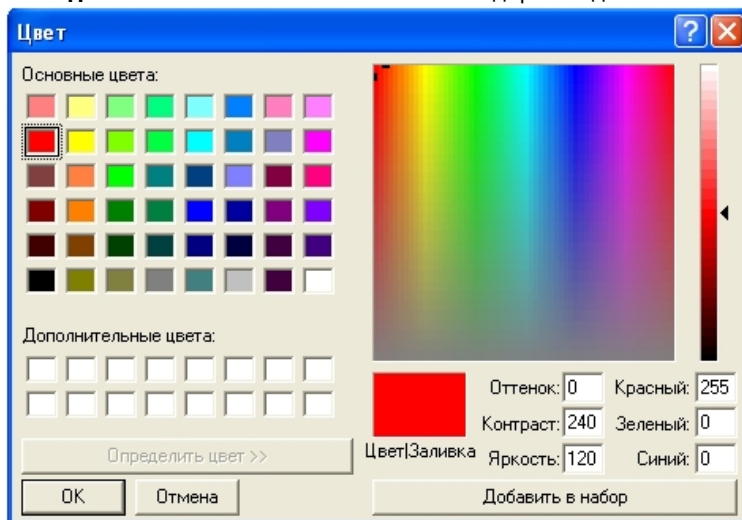 Цвет
Основные цвета:
Дополнительные цвета:
Определить цвет >>
OK Отмена
Цвет|Заливка
Оттенок: 0 Красный: 255
Контраст: 240 Зеленый: 0
Яркость: 120 Синий: 0
Добавить в набор